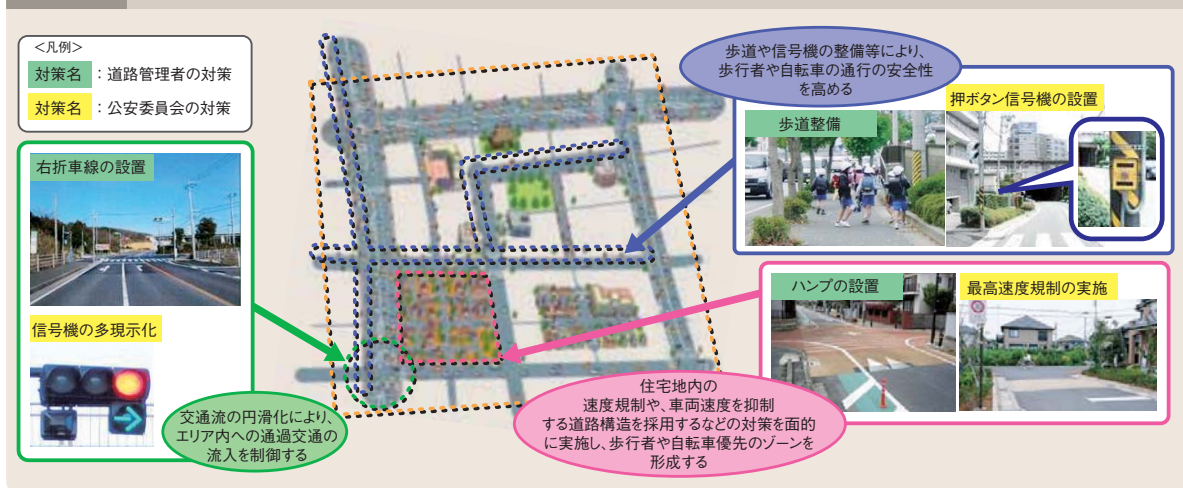 <凡例>
対策名：道路管理者の対策
対策名：公安委員会の対策
右折車線の設置
信号機の多現示化
交通流の円滑化により、
エリア内への通過交通の
流入を制御する
歩道や信号機の整備等により、
歩行者や自転車の通行の安全性
を高める
歩道整備
押ボタン信号機の設置
ハンプの設置
最高速度規制の実施
住宅地内の
速度規制や、車両速度を抑制
する道路構造を採用するなどの対策を面的
に実施し、歩行者や自転車優先のゾーンを
形成する